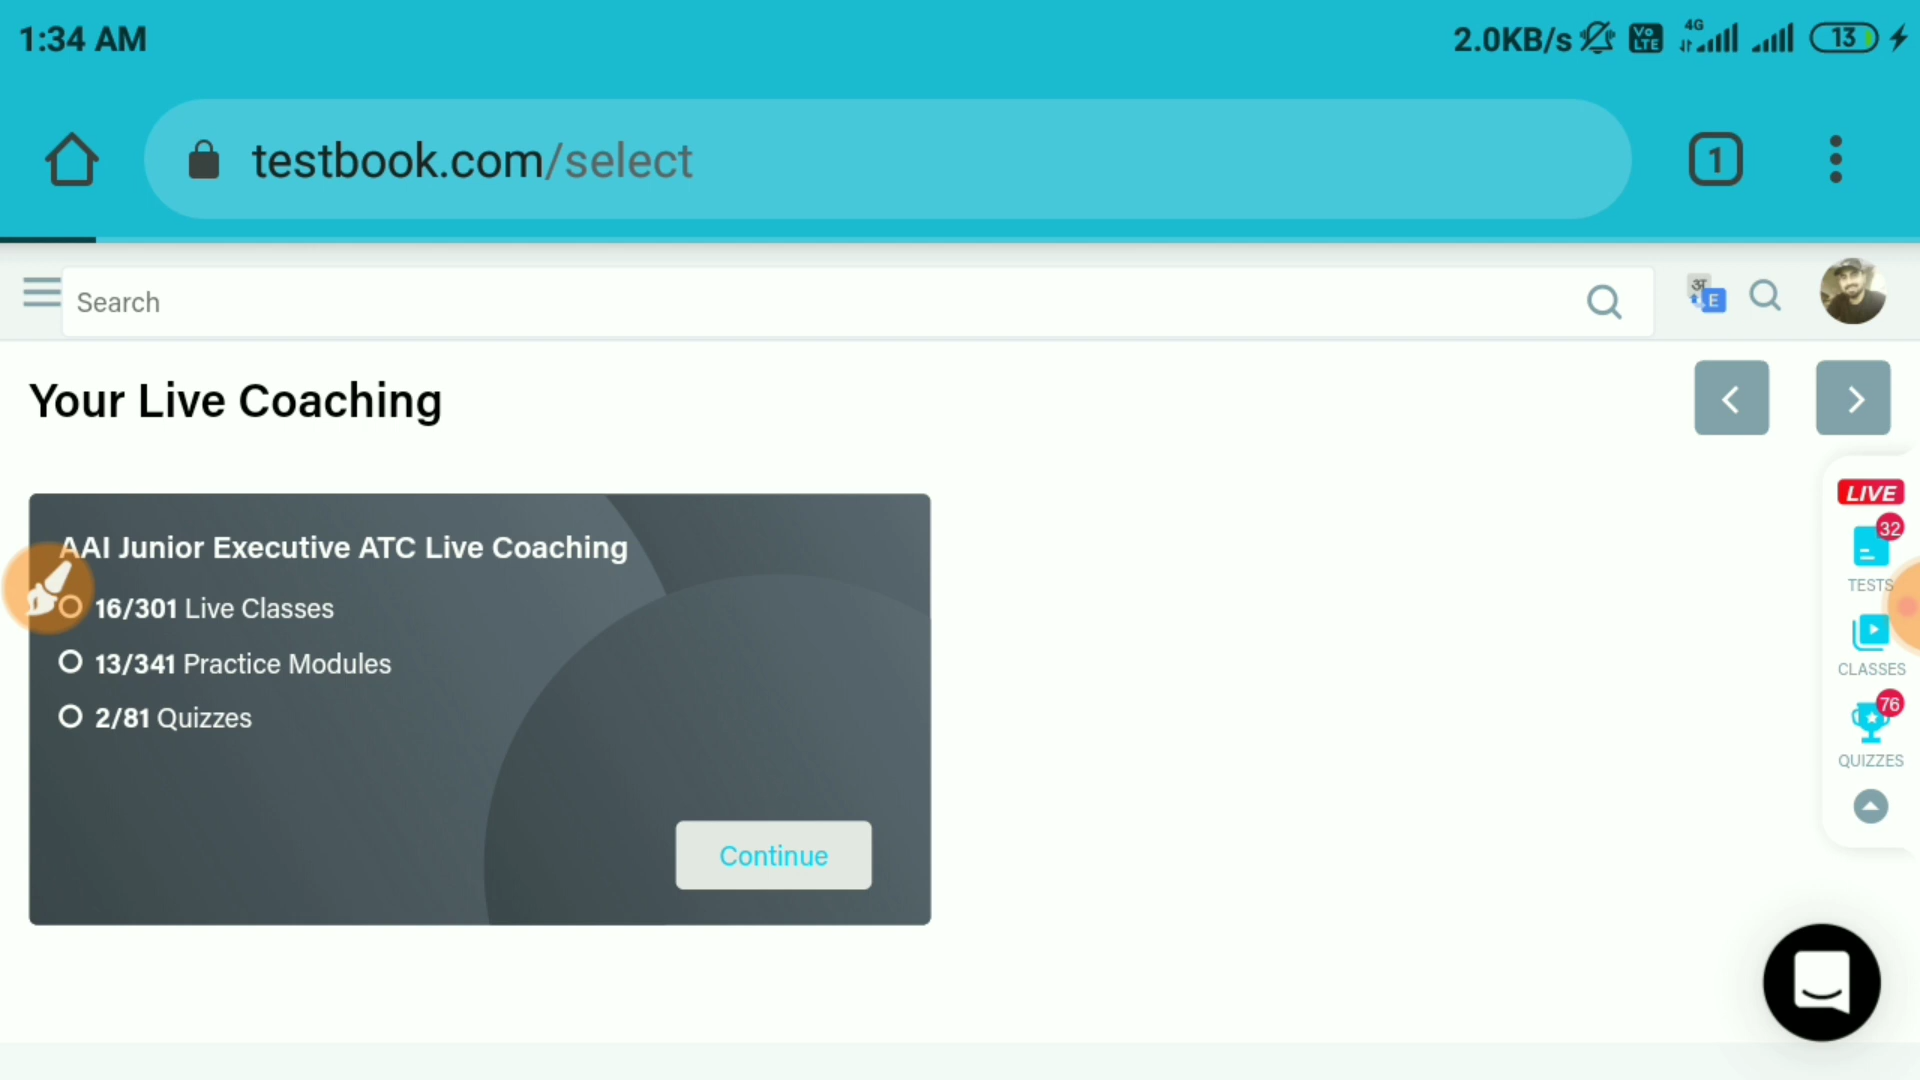 1:34 AM
2.0KB/s Vo LTE 4G 13
testbook.com/select
1
Search
अ E
Your Live Coaching
LIVE
32
TESTS
CLASSES
76
QUIZZES
AAI Junior Executive ATC Live Coaching
16/301 Live Classes
13/341 Practice Modules
2/81 Quizzes
Continue